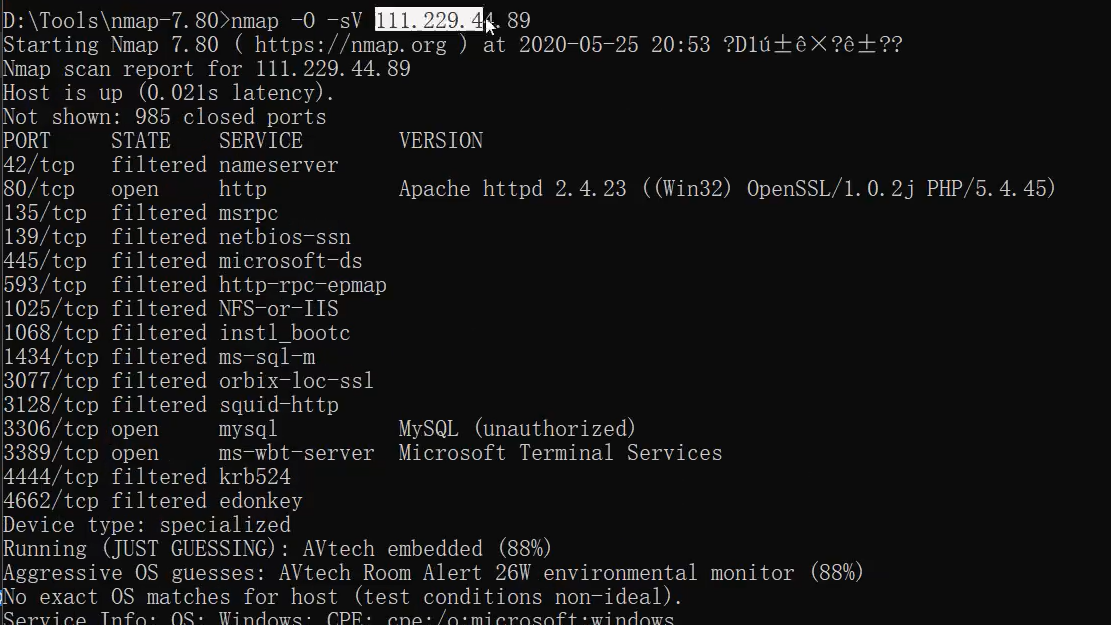 D:\Tools\nmap-7.80>nmap -O -sV 111.229.44.89
Starting Nmap 7.80 ( https://nmap.org ) at 2020-05-25 20:53 ?D1ú±ê×?ê±??
Nmap scan report for 111.229.44.89
Host is up (0.021s latency).
Not shown: 985 closed ports
PORT STATE SERVICE VERSION
42/tcp filtered nameserver
80/tcp open http Apache httpd 2.4.23 ((Win32) OpenSSL/1.0.2j PHP/5.4.45)
135/tcp filtered msrpc
139/tcp filtered netbios-ssn
445/tcp filtered microsoft-ds
593/tcp filtered http-rpc-epmap
1025/tcp filtered NFS-or-IIS
1068/tcp filtered instl_bootc
1434/tcp filtered ms-sql-m
3077/tcp filtered orbix-loc-ssl
3128/tcp filtered squid-http
3306/tcp open mysql MySQL (unauthorized)
3389/tcp open ms-wbt-server Microsoft Terminal Services
4444/tcp filtered krb524
4662/tcp filtered edonkey
Device type: specialized
Running (JUST GUESSING): AVtech embedded (88%)
Aggressive OS guesses: AVtech Room Alert 26W environmental monitor (88%)
No exact OS matches for host (test conditions non-ideal).
Service Info: OS: Windows; CPE: cpe:/o:microsoft:windows